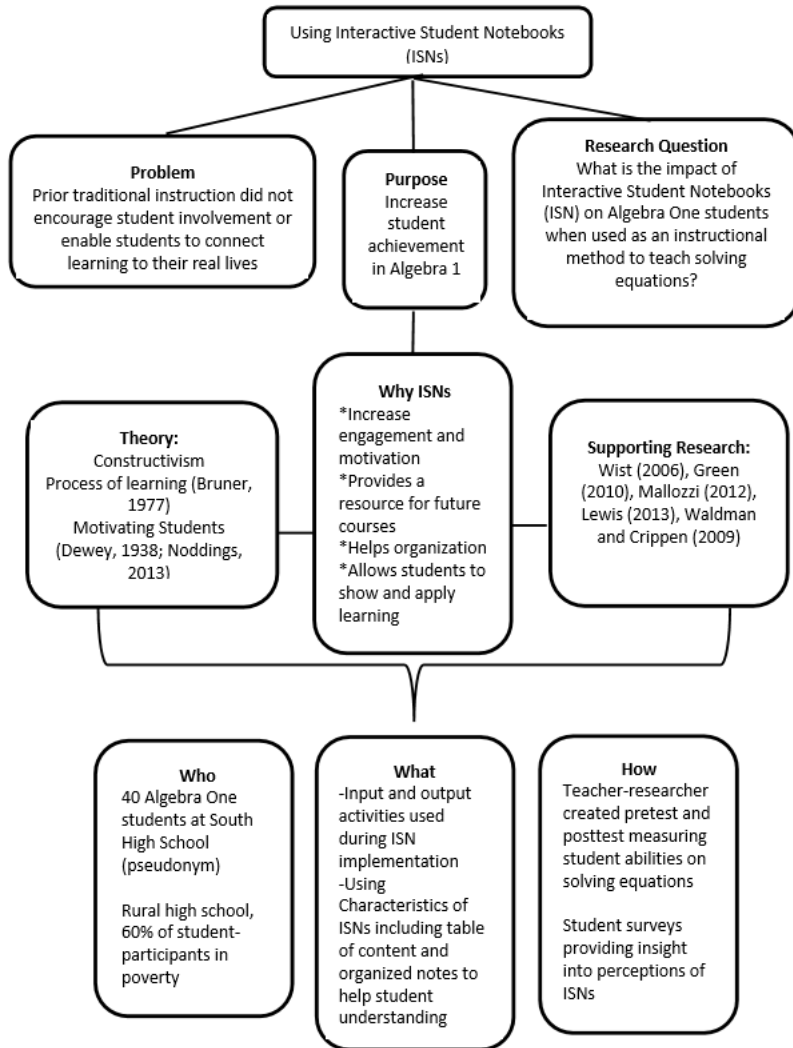 Using Interactive Student Notebooks
(ISNs)
Problem
Prior traditional instruction did not
encourage student involvement or
enable students to connect
learning to their real lives
Purpose
Increase
student
achievement
in Algebra 1
Research Question
What is the impact of
Interactive Student Notebooks
(ISN) on Algebra One students
when used as an instructional
method to teach solving
equations?
Theory:
Constructivism
Process of learning (Bruner,
1977)
Motivating Students
(Dewey, 1938; Noddings,
2013)
Why ISNs
*Increase
engagement and
motivation
*Provides a
resource for future
courses
*Helps organization
*Allows students to
show and apply
learning
Supporting Research:
Wist (2006), Green
(2010), Mallozzi (2012),
Lewis (2013), Waldman
and Crippen (2009)
Who
40 Algebra One
students at South
High School
(pseudonym)
Rural high school,
60% of student-
participants in
poverty
What
-Input and output
activities used
during ISN
implementation
-Using
Characteristics of
ISNs including table
of content and
organized notes to
help student
understanding
How
Teacher-researcher
created pretest and
posttest measuring
student abilities on
solving equations
Student surveys
providing insight
into perceptions of
ISNs